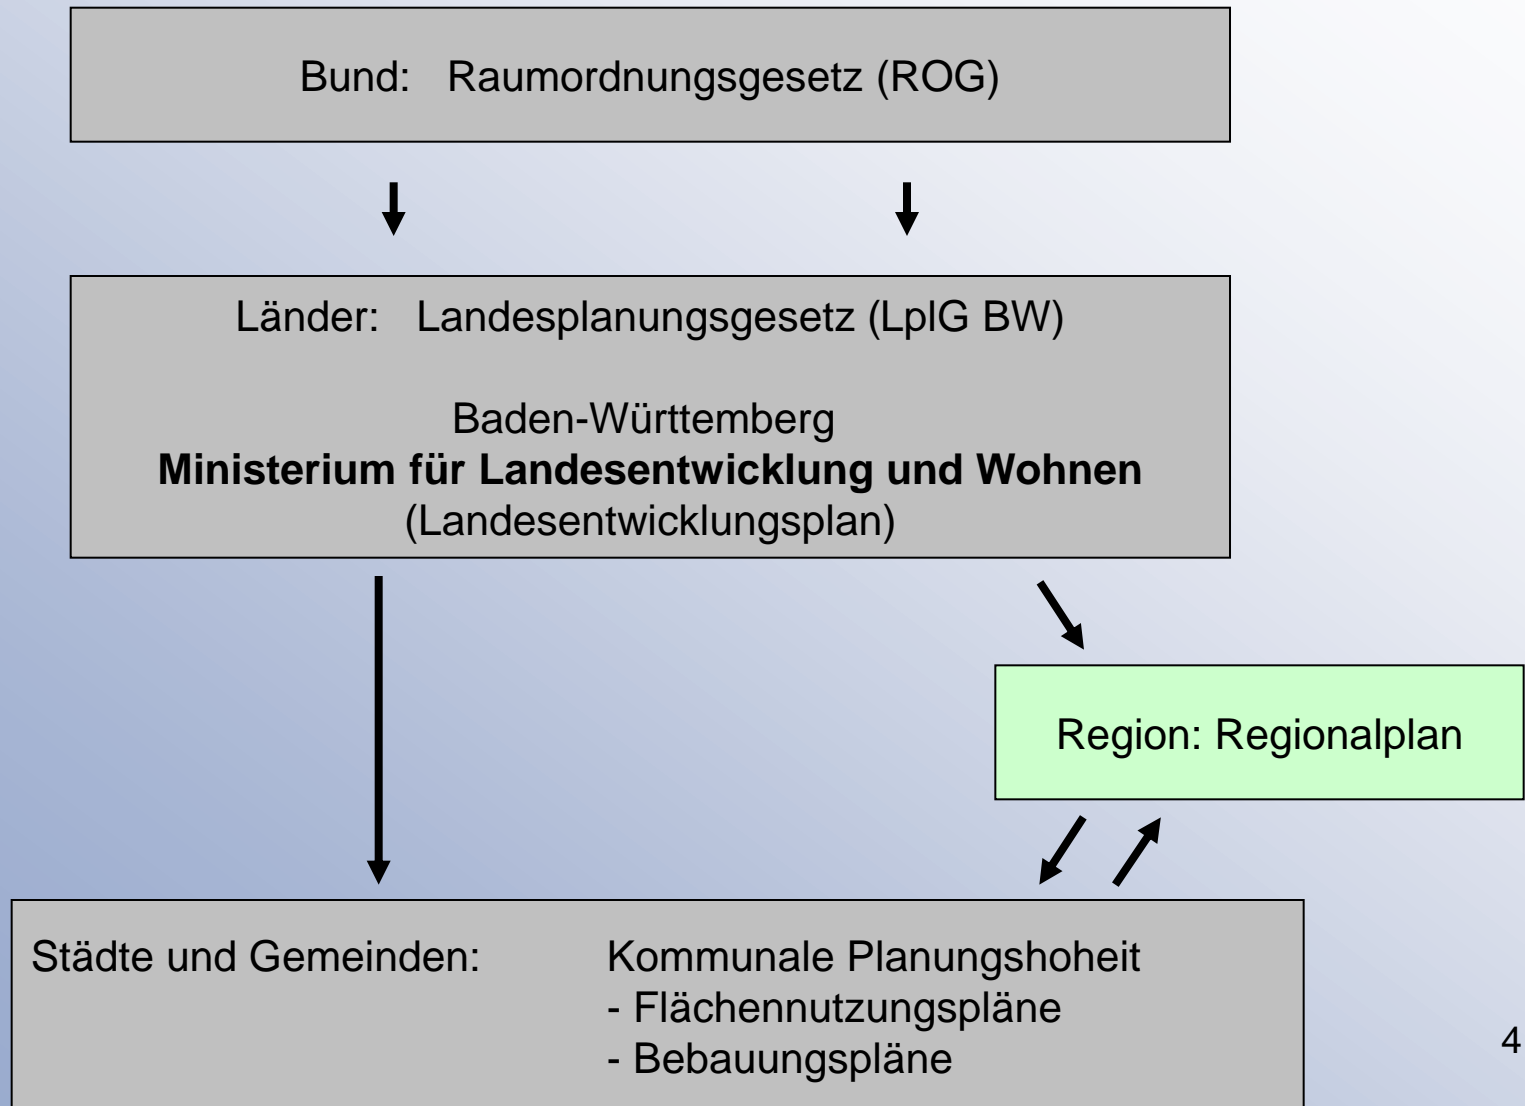 Bund: Raumordnungsgesetz (ROG)
Länder: Landesplanungsgesetz (LplG BW)
Baden-Württemberg
Ministerium für Landesentwicklung und Wohnen
(Landesentwicklungsplan)
Region: Regionalplan
Städte und Gemeinden: Kommunale Planungshoheit
- Flächennutzungspläne
- Bebauungspläne
4